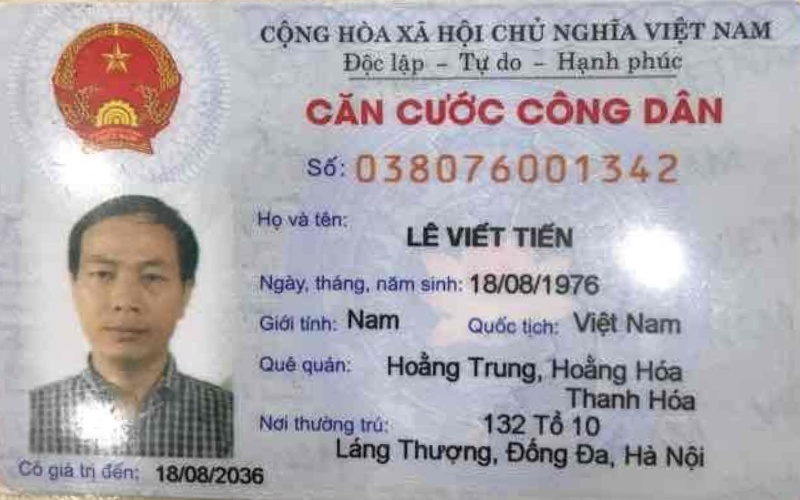 CỘNG HÒA XÃ HỘI CHỦ NGHĨA VIỆT NAM
Độc lập – Tự do – Hạnh phúc
CĂN CƯỚC CÔNG DÂN
Số: 038076001342
Họ và tên:
LÊ VIẾT TIẾN
Ngày, tháng, năm sinh: 18/08/1976
Giới tính: Nam Quốc tịch: Việt Nam
Quê quán: Hoằng Trung, Hoằng Hóa
Thanh Hóa
Nơi thường trú: 132 Tổ 10
Láng Thượng, Đống Đa, Hà Nội
Có giá trị đến: 18/08/2036